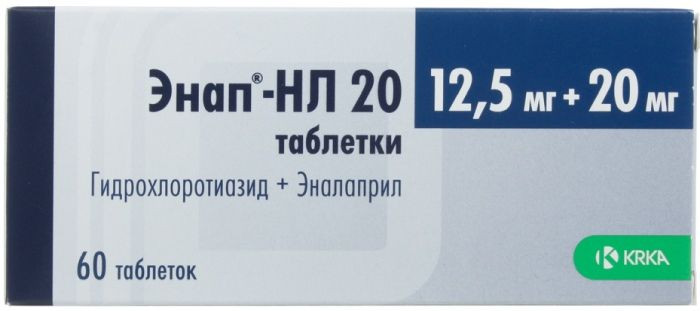 Энап®-НЛ 20
12,5 мг + 20 мг
таблетки
Гидрохлоротиазид + Эналаприл
60 таблеток
KRKA